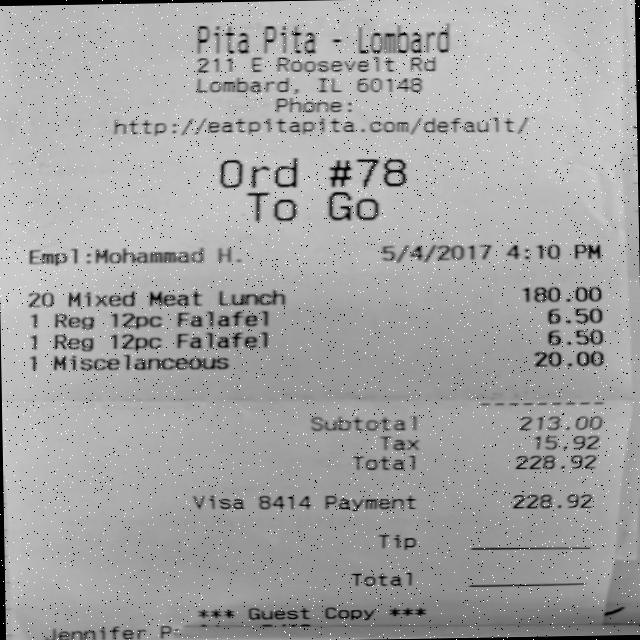 Pita Pita - Lombard
211 E Roosevelt Rd
Lombard, IL 60148
Phone:
http://eatpitapita.com/default/
Ord #78
To Go
Empl:Mohammad H. 5/4/2017 4:10 PM
20 Mixed Meat Lunch 180.00
1 Reg 12pc Falafel 6.50
1 Reg 12pc Falafel 6.50
1 Miscelanceous 20.00
Subtotal 213.00
Tax 15.92
Total 228.92
Visa 8414 Payment 228.92
Tip
Total
*** Guest Copy ***
Jennifer P